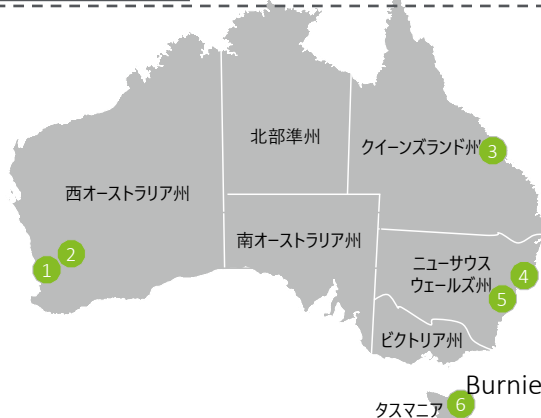 北部準州
クイーンズランド州
3
西オーストラリア州
南オーストラリア州
2
1
ニューサウス
ウェールズ州
4
5
ビクトリア州
Burnie
タスマニア
6